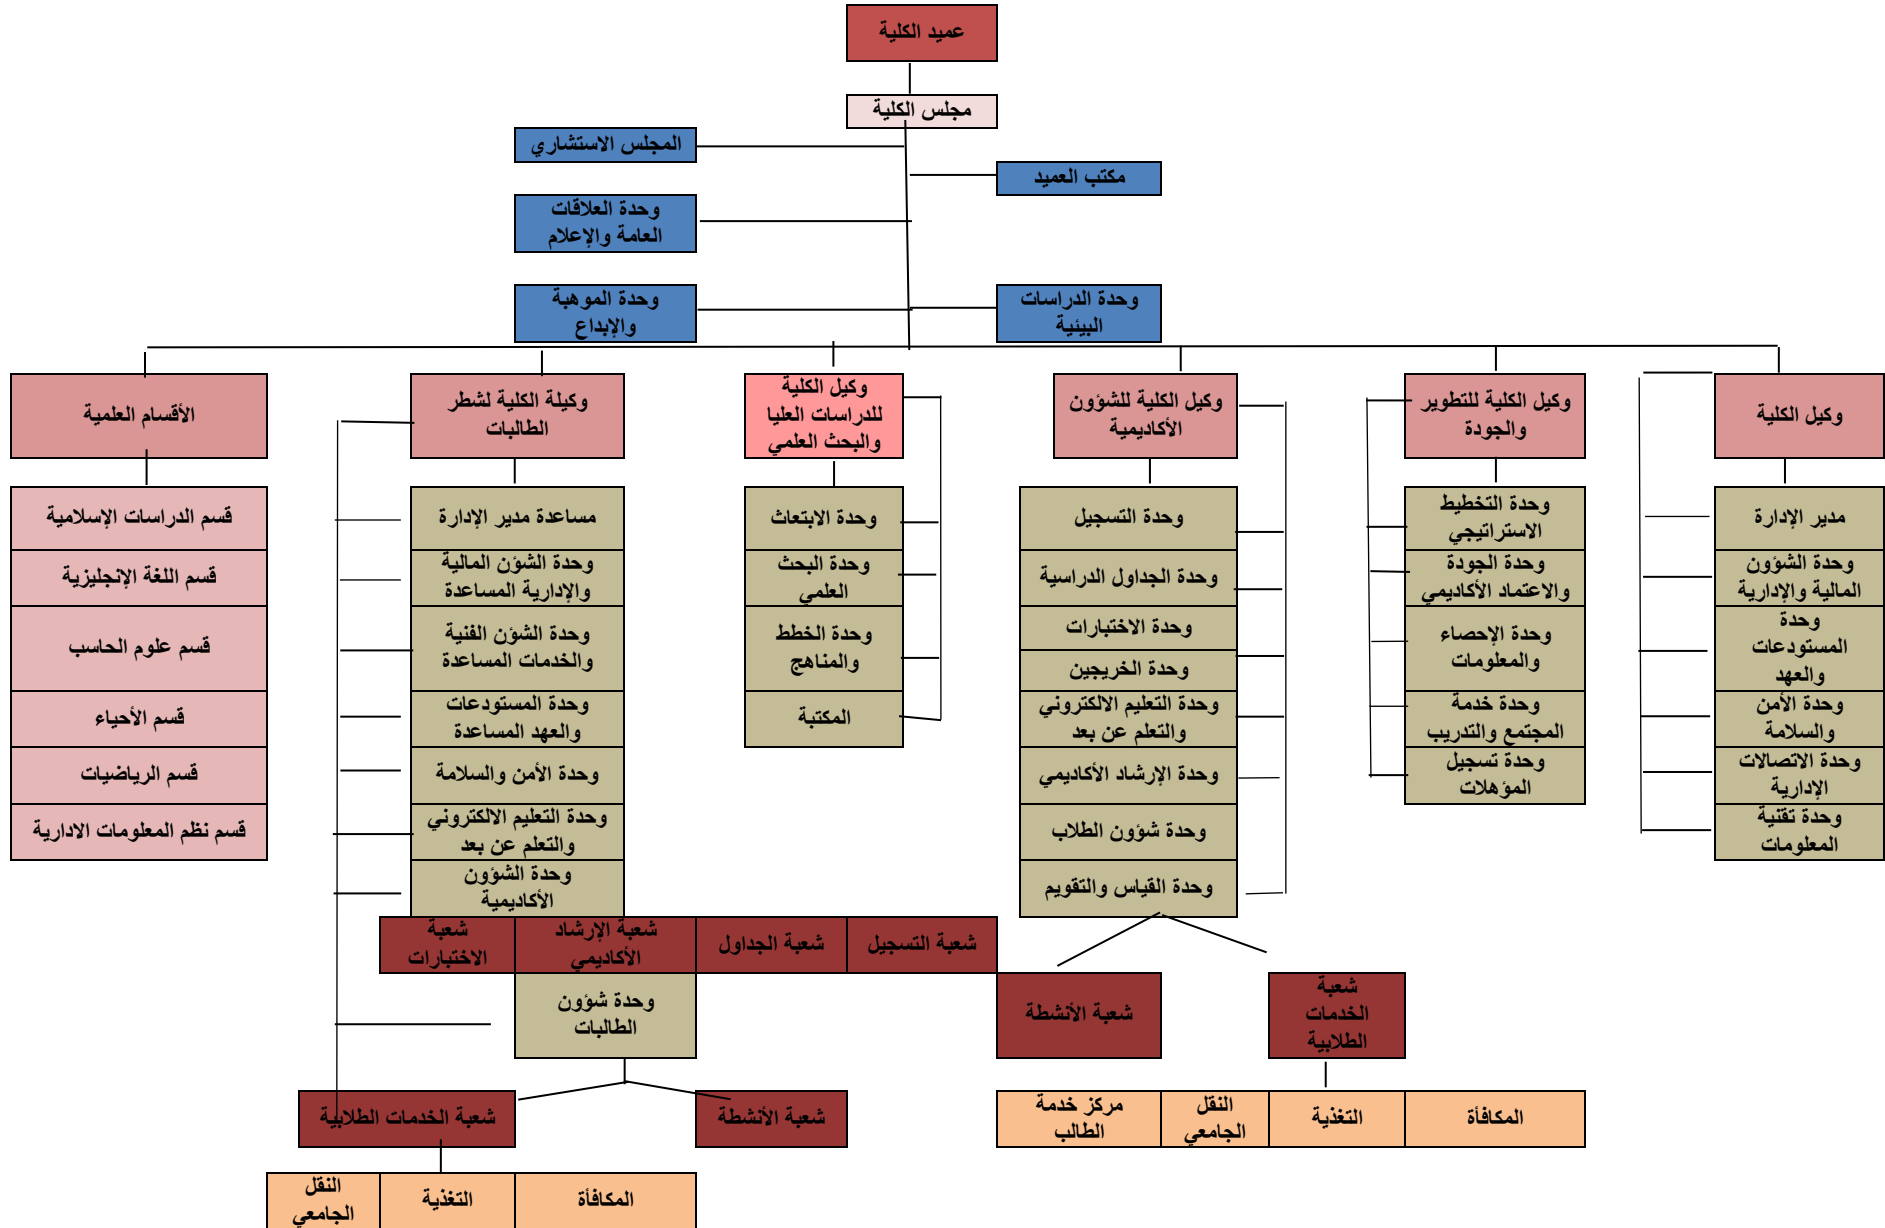 عميد الكلية
مجلس الكلية
المجلس الاستشاري
مكتب العميد
وحدة العلاقات
العامة والإعلام
وحدة الدراسات
البيئية
وحدة الموهبة
والإبداع
وكيل الكلية
وكيل الكلية للتطوير
والجودة
وكيل الكلية للشؤون
الأكاديمية
وكيل الكلية
للدراسات العليا
والبحث العلمي
وكيلة الكلية لشطر
الطالبات
الأقسام العلمية
مدير الإدارة
وحدة الشؤون
المالية والإدارية
وحدة
المستودعات
والعهد
وحدة الأمن
والسلامة
وحدة الاتصالات
الإدارية
وحدة تقنية
المعلومات
وحدة التخطيط
الاستراتيجي
وحدة الجودة
والاعتماد الأكاديمي
وحدة الإحصاء
والمعلومات
وحدة خدمة
المجتمع والتدريب
وحدة تسجيل
المؤهلات
وحدة التسجيل
وحدة الجداول الدراسية
وحدة الاختبارات
وحدة الخريجين
وحدة التعليم الالكتروني
والتعلم عن بعد
وحدة الإرشاد الأكاديمي
وحدة شؤون الطلاب
وحدة القياس والتقويم
وحدة الابتعاث
وحدة البحث
العلمي
وحدة الخطط
والمناهج
المكتبة
مساعدة مدير الإدارة
وحدة الشؤن المالية
والإدارية المساعدة
وحدة الشؤن الفنية
والخدمات المساعدة
وحدة المستودعات
والعهد المساعدة
وحدة الأمن والسلامة
وحدة التعليم الالكتروني
والتعلم عن بعد
وحدة الشؤون
الأكاديمية
قسم الدراسات الإسلامية
قسم اللغة الإنجليزية
قسم علوم الحاسب
قسم الأحياء
قسم الرياضيات
قسم نظم المعلومات الادارية
شعبة التسجيل
شعبة الجداول
شعبة الإرشاد
الأكاديمي
شعبة
الاختبارات
شعبة
الخدمات
الطلابية
شعبة الأنشطة
وحدة شؤون
الطالبات
المكافأة
التغذية
النقل
الجامعي
مركز خدمة
الطالب
شعبة الأنشطة
شعبة الخدمات الطلابية
المكافأة
التغذية
النقل
الجامعي